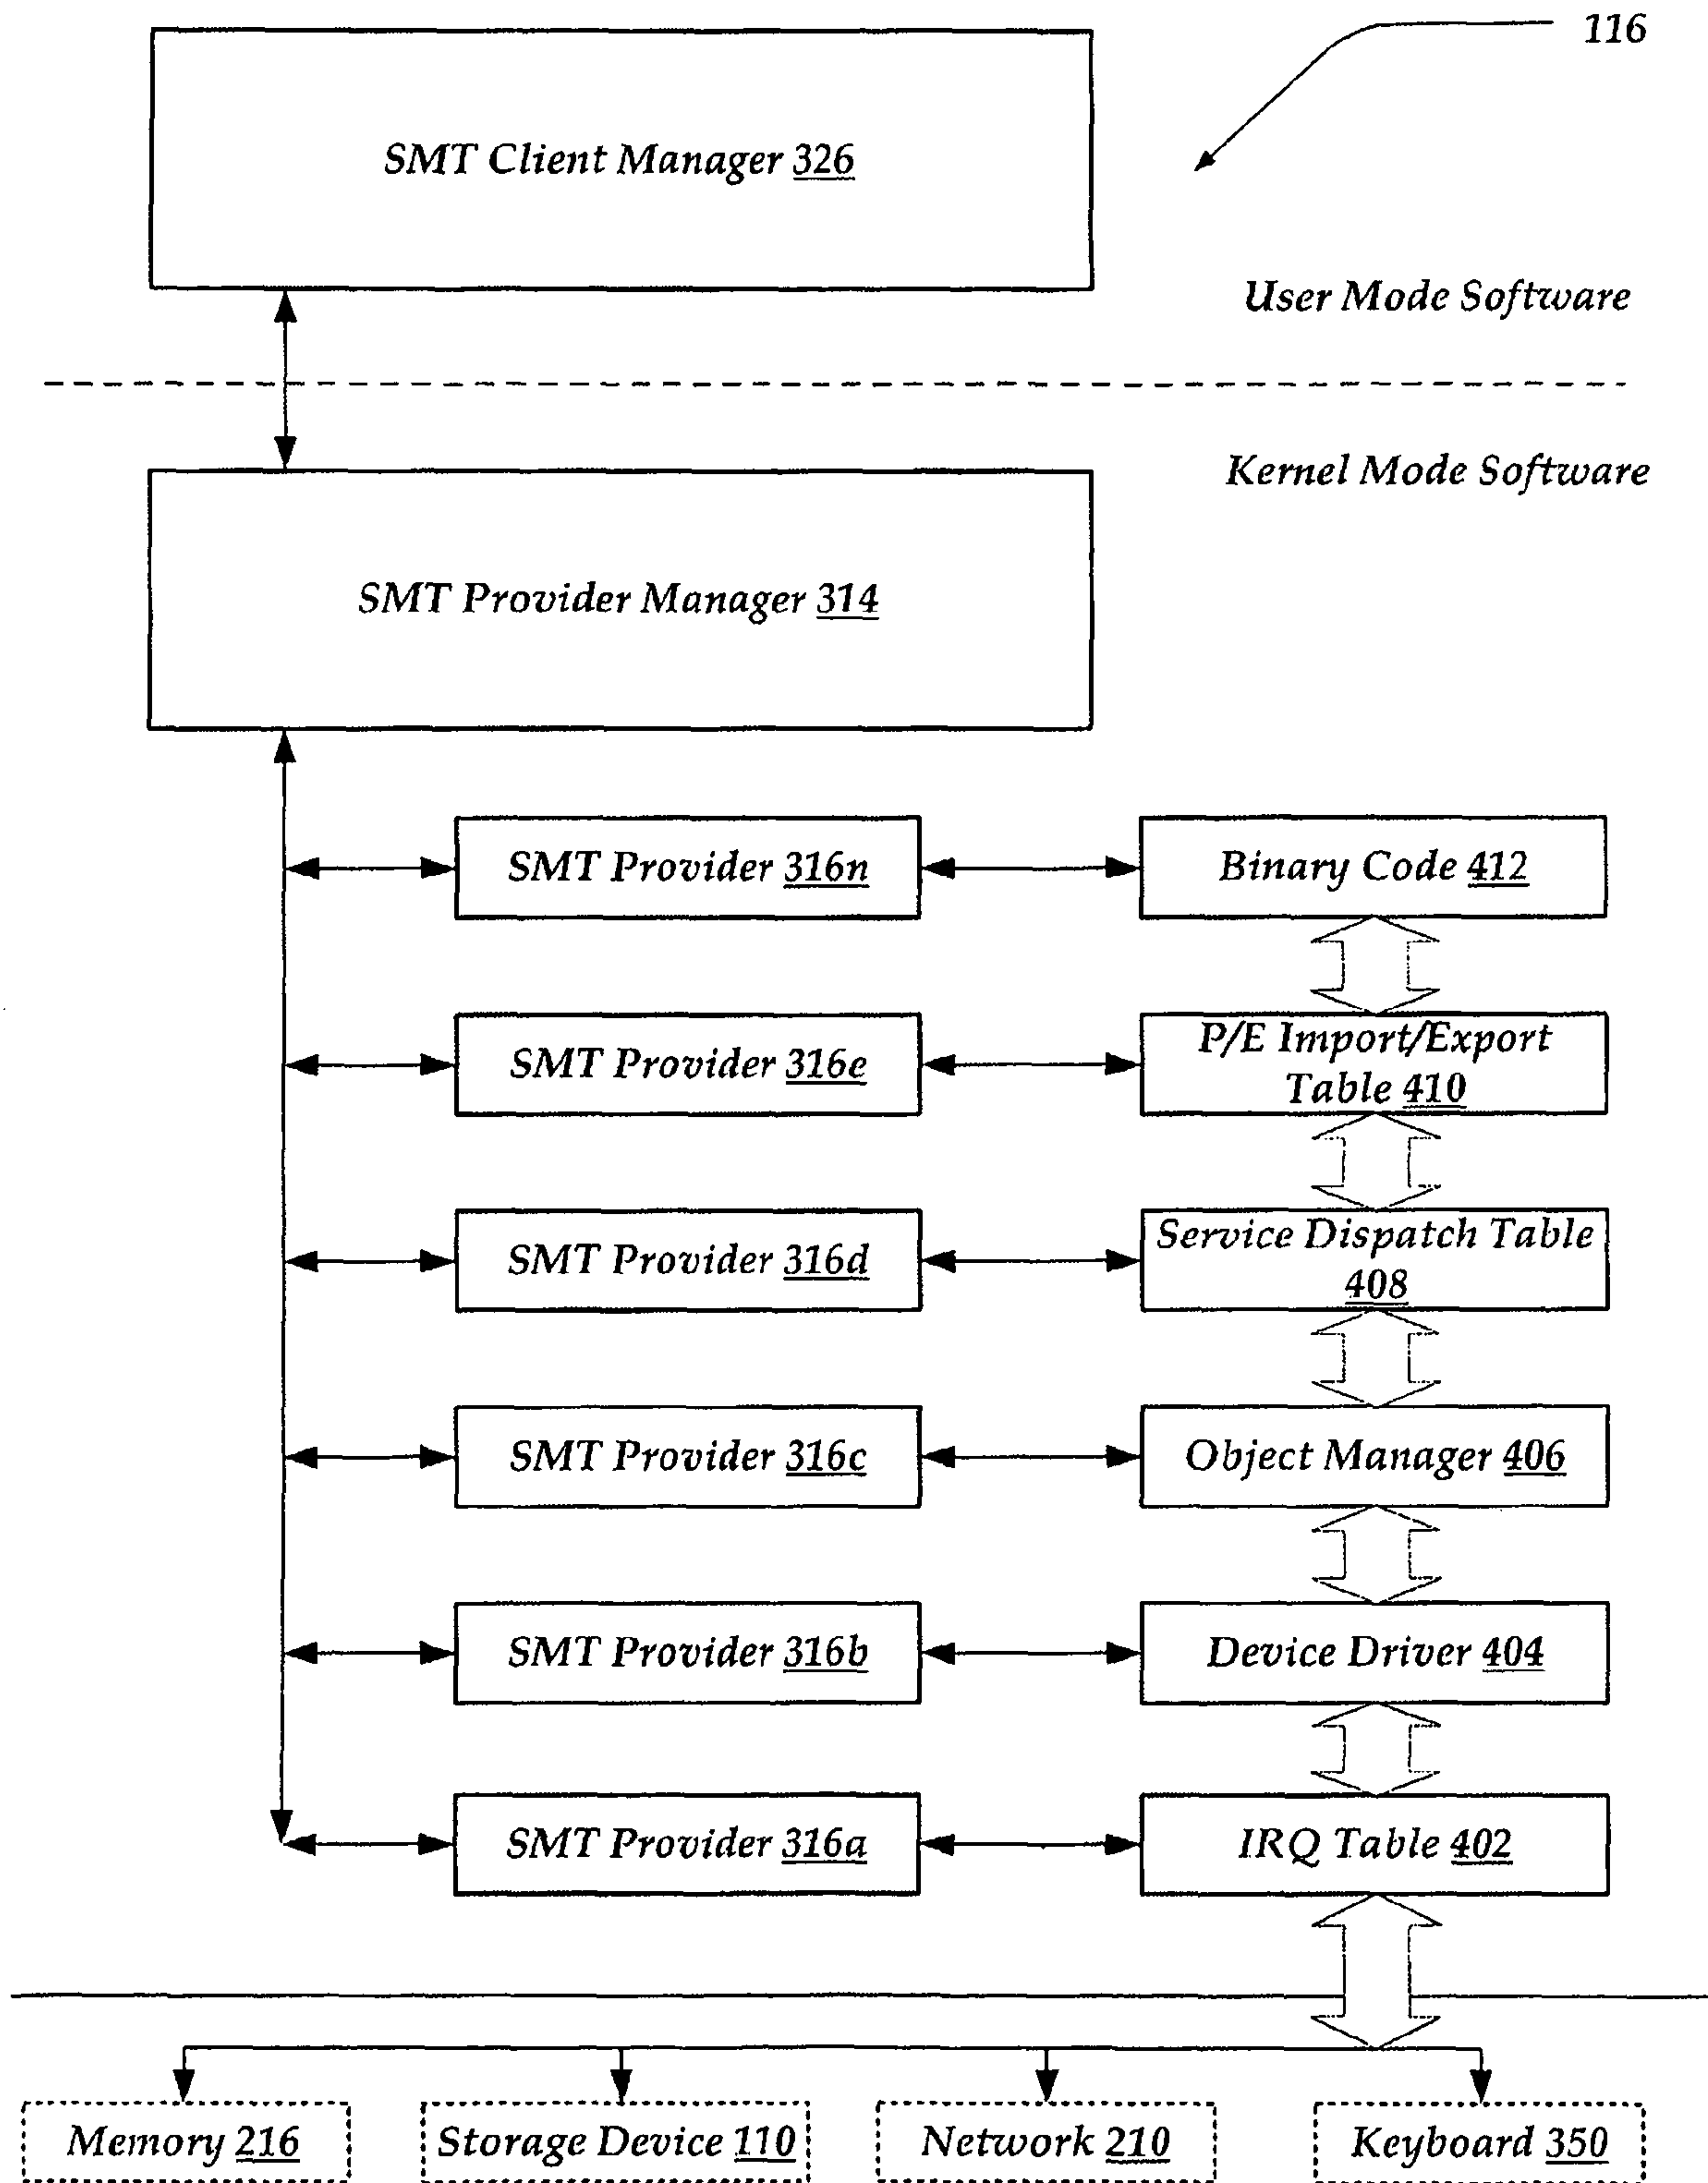 116
SMT Client Manager 326
User Mode Software
Kernel Mode Software
SMT Provider Manager 314
SMT Provider 316n
Binary Code 412
SMT Provider 316e
P/E Import/Export
Table 410
SMT Provider 316d
Service Dispatch Table
408
SMT Provider 316c
Object Manager 406
SMT Provider 316b
Device Driver 404
SMT Provider 316a
IRQ Table 402
Memory 216
Storage Device 110
Network 210
Keyboard 350